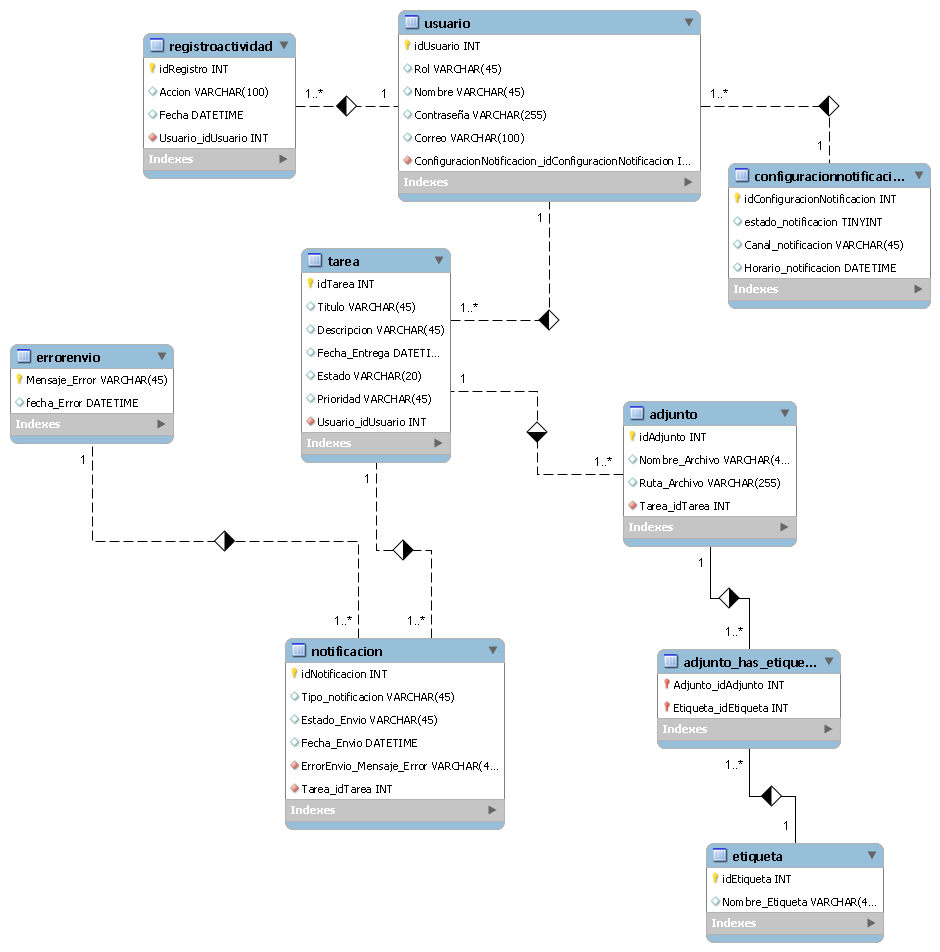 usuario
idUsuario INT
Rol VARCHAR(45)
Nombre VARCHAR(45)
Contraseña VARCHAR(255)
Correo VARCHAR(100)
ConfiguracionNotificacion_idConfiguracionNotificacion I...
Indexes
registroactividad
idRegistro INT
Accion VARCHAR(100)
Fecha DATETIME
Usuario_idUsuario INT
Indexes
1..*
1
1..*
1
configuracionnotificaci...
idConfiguracionNotificacion INT
estado_notificacion TINYINT
Canal_notificacion VARCHAR(45)
Horario_notificacion DATETIME
Indexes
1
1..*
tarea
idTarea INT
Titulo VARCHAR(45)
Descripcion VARCHAR(45)
Fecha_Entrega DATETI...
Estado VARCHAR(20)
Prioridad VARCHAR(45)
Usuario_idUsuario INT
Indexes
1
1..*
errorenvio
Mensaje_Error VARCHAR(45)
fecha_Error DATETIME
Indexes
1
1..*
1
1..*
adjunto
idAdjunto INT
Nombre_Archivo VARCHAR(4...
Ruta_Archivo VARCHAR(255)
Tarea_idTarea INT
Indexes
1
1..*
notificacion
idNotificacion INT
Tipo_notificacion VARCHAR(45)
Estado_Envio VARCHAR(45)
Fecha_Envio DATETIME
ErrorEnvio_Mensaje_Error VARCHAR(4...
Tarea_idTarea INT
Indexes
adjunto_has_etique...
Adjunto_idAdjunto INT
Etiqueta_idEtiqueta INT
Indexes
1..*
1
etiqueta
idEtiqueta INT
Nombre_Etiqueta VARCHAR(4...
Indexes